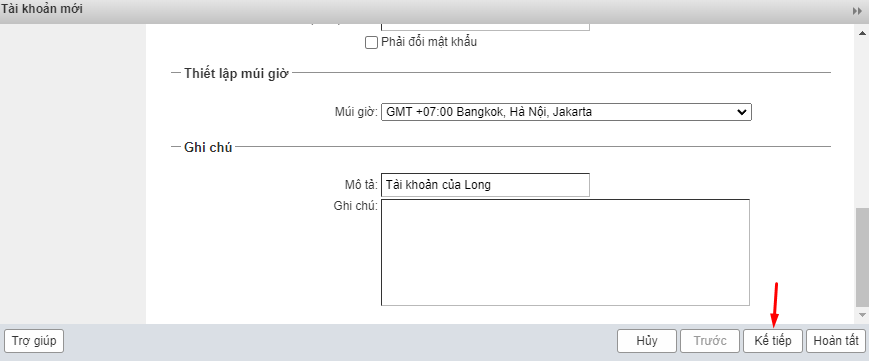 Tài khoản mới
Phải đổi mật khẩu
Thiết lập múi giờ
Múi giờ: GMT +07:00 Bangkok, Hà Nội, Jakarta
Ghi chú
Mô tả: Tài khoản của Long
Ghi chú:
Trợ giúp Hủy Trước Kế tiếp Hoàn tất